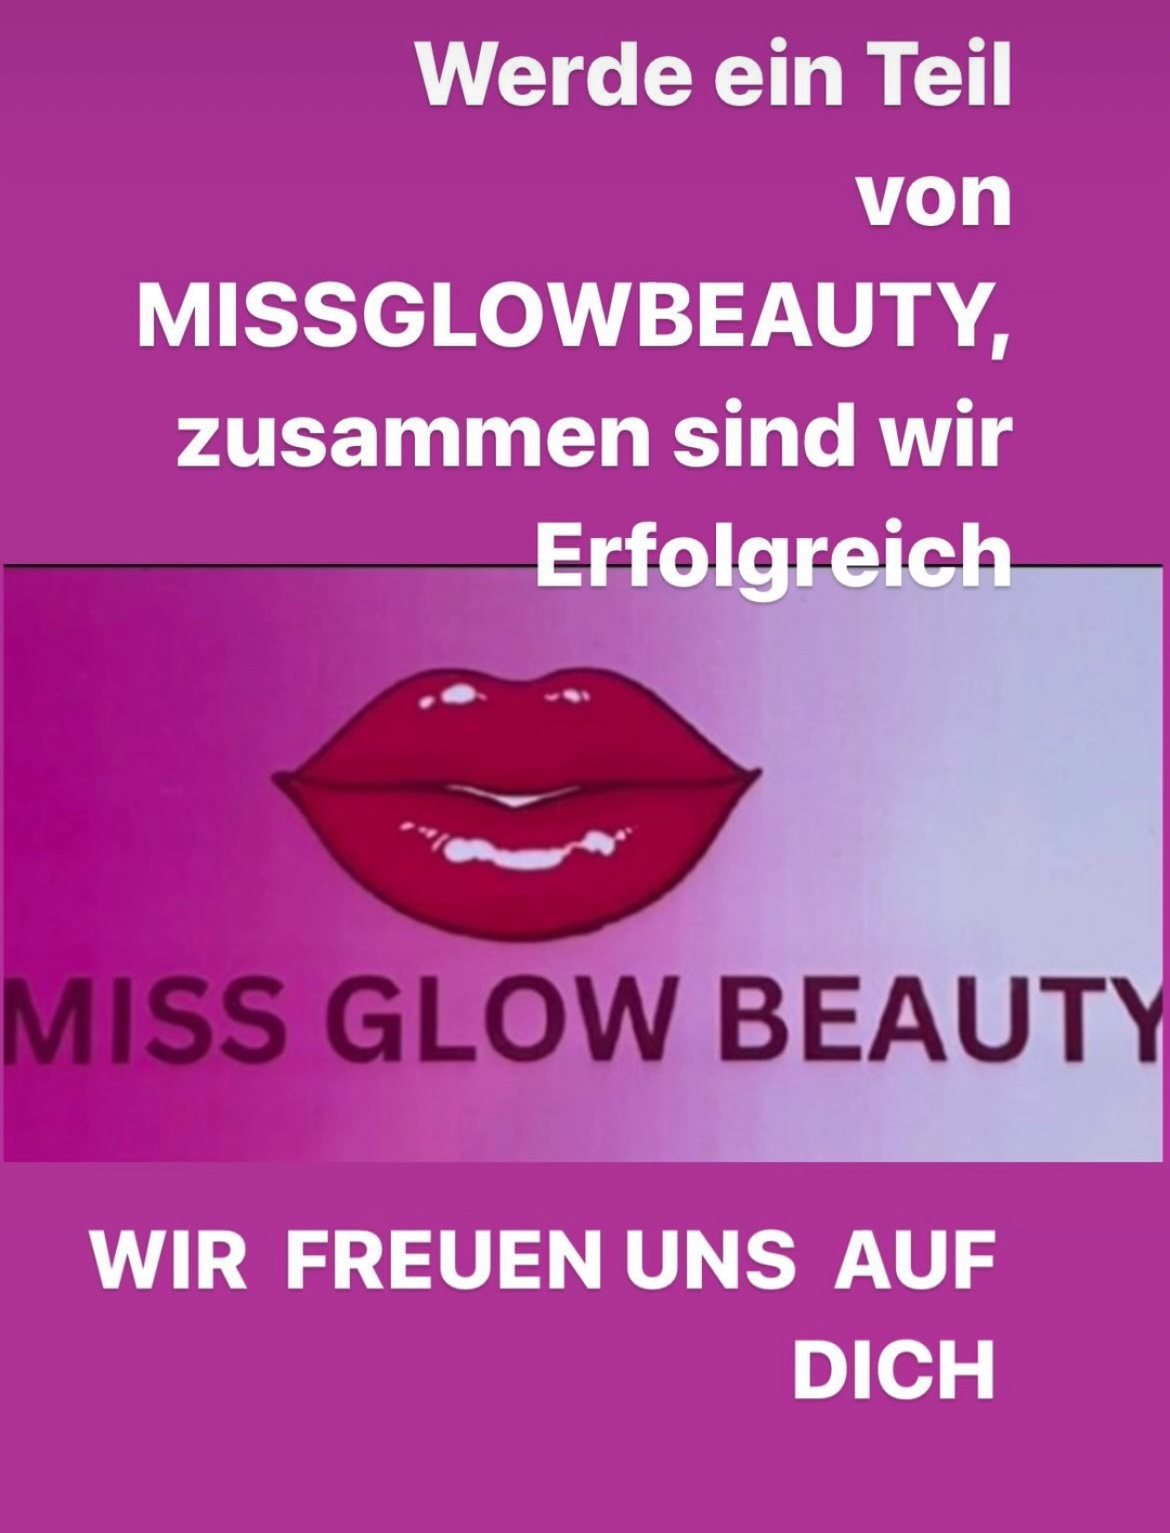 Werde ein Teil
von
MISSGLOWBEAUTY,
zusammen sind wir
Erfolgreich
MISS GLOW BEAUTY
WIR FREUEN UNS AUF
DICH